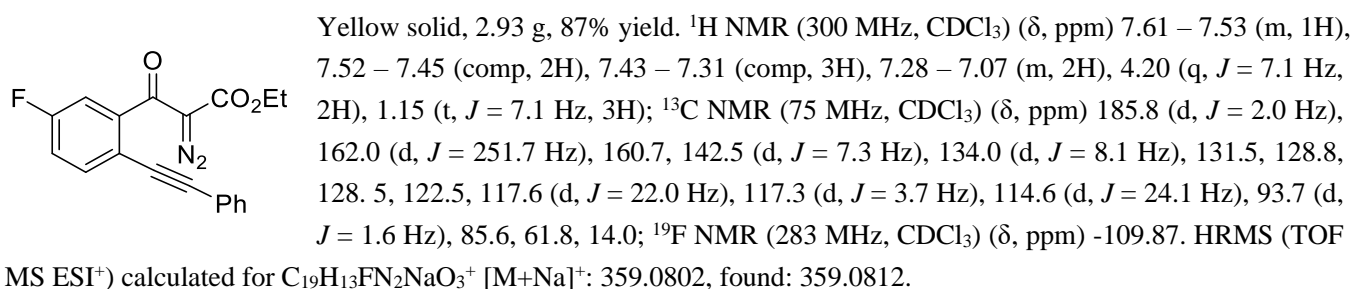 O
F
CO₂Et
N₂
Ph
Yellow solid, 2.93 g, 87% yield. ¹H NMR (300 MHz, CDCl₃) (δ, ppm) 7.61 – 7.53 (m, 1H),
7.52 – 7.45 (comp, 2H), 7.43 – 7.31 (comp, 3H), 7.28 – 7.07 (m, 2H), 4.20 (q, J = 7.1 Hz,
2H), 1.15 (t, J = 7.1 Hz, 3H); ¹³C NMR (75 MHz, CDCl₃) (δ, ppm) 185.8 (d, J = 2.0 Hz),
162.0 (d, J = 251.7 Hz), 160.7, 142.5 (d, J = 7.3 Hz), 134.0 (d, J = 8.1 Hz), 131.5, 128.8,
128. 5, 122.5, 117.6 (d, J = 22.0 Hz), 117.3 (d, J = 3.7 Hz), 114.6 (d, J = 24.1 Hz), 93.7 (d,
J = 1.6 Hz), 85.6, 61.8, 14.0; ¹⁹F NMR (283 MHz, CDCl₃) (δ, ppm) -109.87. HRMS (TOF
MS ESI⁺) calculated for C₁₉H₁₃FN₂NaO₃⁺ [M+Na]⁺: 359.0802, found: 359.0812.